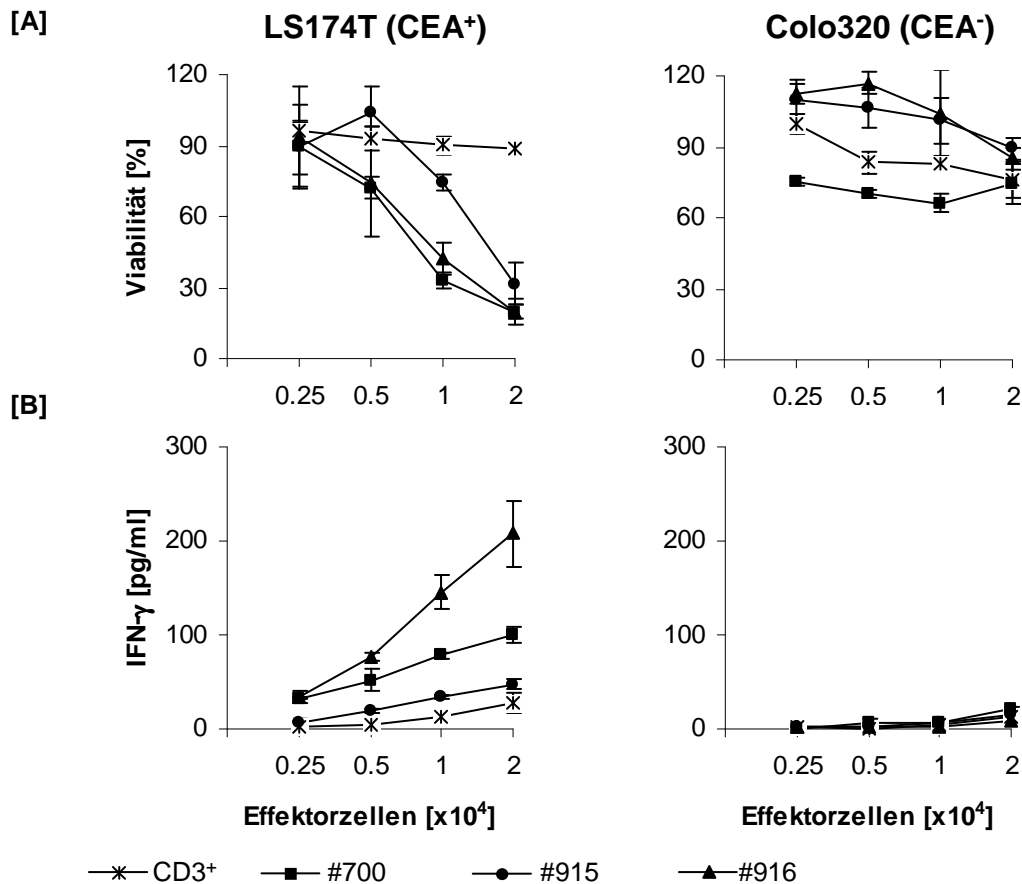 [A]
LS174T (CEA⁺)
Colo320 (CEA⁻)
Viabilität [%]
120
90
60
30
0
0.25 0.5 1 2
120
90
60
30
0
0.25 0.5 1 2
[B]
IFN-γ [pg/ml]
300
200
100
0
0.25 0.5 1 2
Effektorzellen [x10⁴]
300
200
100
0
0.25 0.5 1 2
Effektorzellen [x10⁴]
CD3⁺ #700 #915 #916